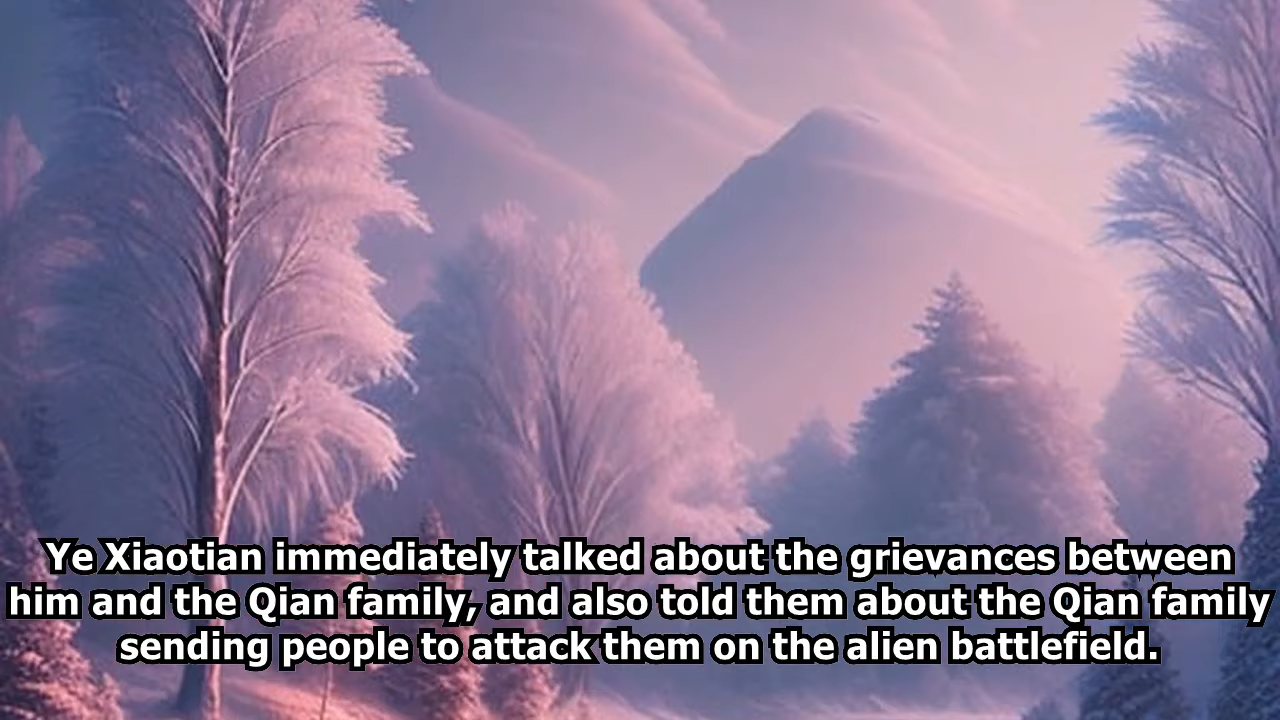 Ye Xiaotian immediately talked about the grievances between
him and the Qian family, and also told them about the Qian family
sending people to attack them on the alien battlefield.